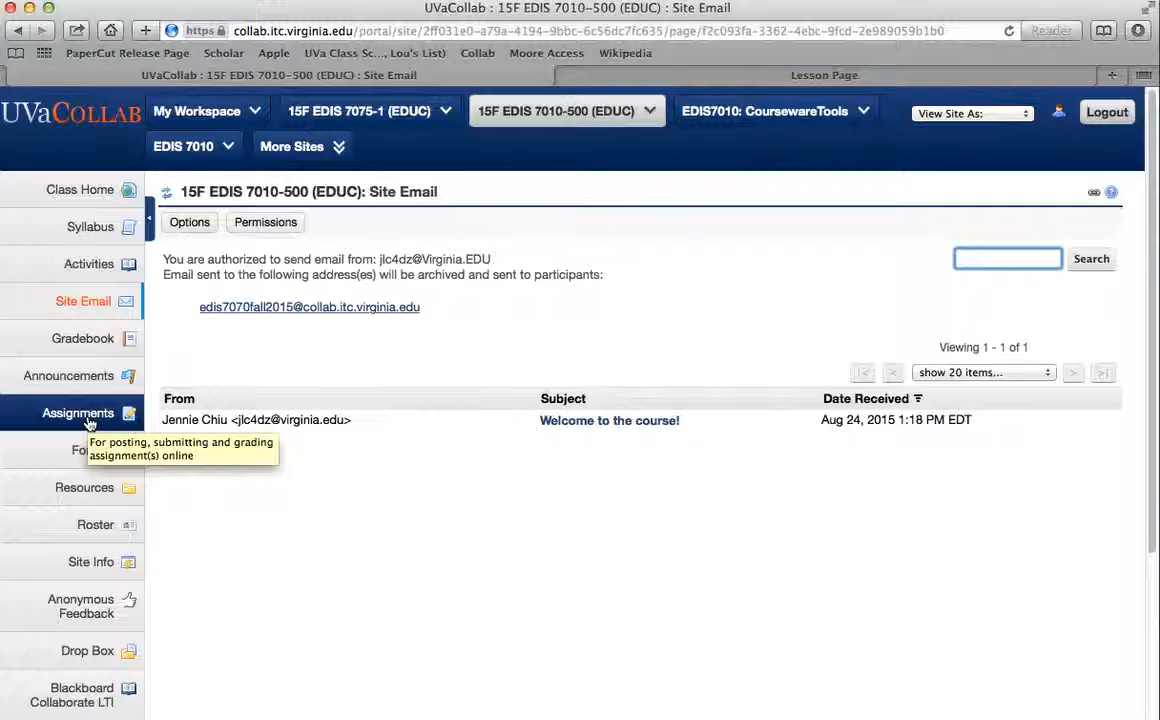 UVaCollab : 15F EDIS 7010-500 (EDUC) : Site Email
https collab.itc.virginia.edu/portal/site/2ff031e0-a79a-4194-9bbc-6c56dc7fc635/page/f2c093fa-3362-4ebc-9fcd-2e989059b1b0
Reader
PaperCut Release Page Scholar Apple UVa Class Sc..., Lou's List) Collab Moore Access Wikipedia
UVaCollab : 15F EDIS 7010-500 (EDUC) : Site Email Lesson Page
UVaCOLLAB My Workspace 15F EDIS 7075-1 (EDUC) 15F EDIS 7010-500 (EDUC) EDIS7010: CoursewareTools View Site As: Logout
EDIS 7010 More Sites
Class Home
Syllabus
Activities
Site Email
Gradebook
Announcements
Assignments
For posting, submitting and grading
assignment(s) online
Resources
Roster
Site Info
Anonymous
Feedback
Drop Box
Blackboard
Collaborate LTI
15F EDIS 7010-500 (EDUC): Site Email
Options Permissions
You are authorized to send email from: jlc4dz@Virginia.EDU
Email sent to the following address(es) will be archived and sent to participants:
Search
edis7070fall2015@collab.itc.virginia.edu
Viewing 1 - 1 of 1
|< < show 20 items... > >|
From Subject Date Received
Jennie Chiu <jlc4dz@virginia.edu> Welcome to the course! Aug 24, 2015 1:18 PM EDT